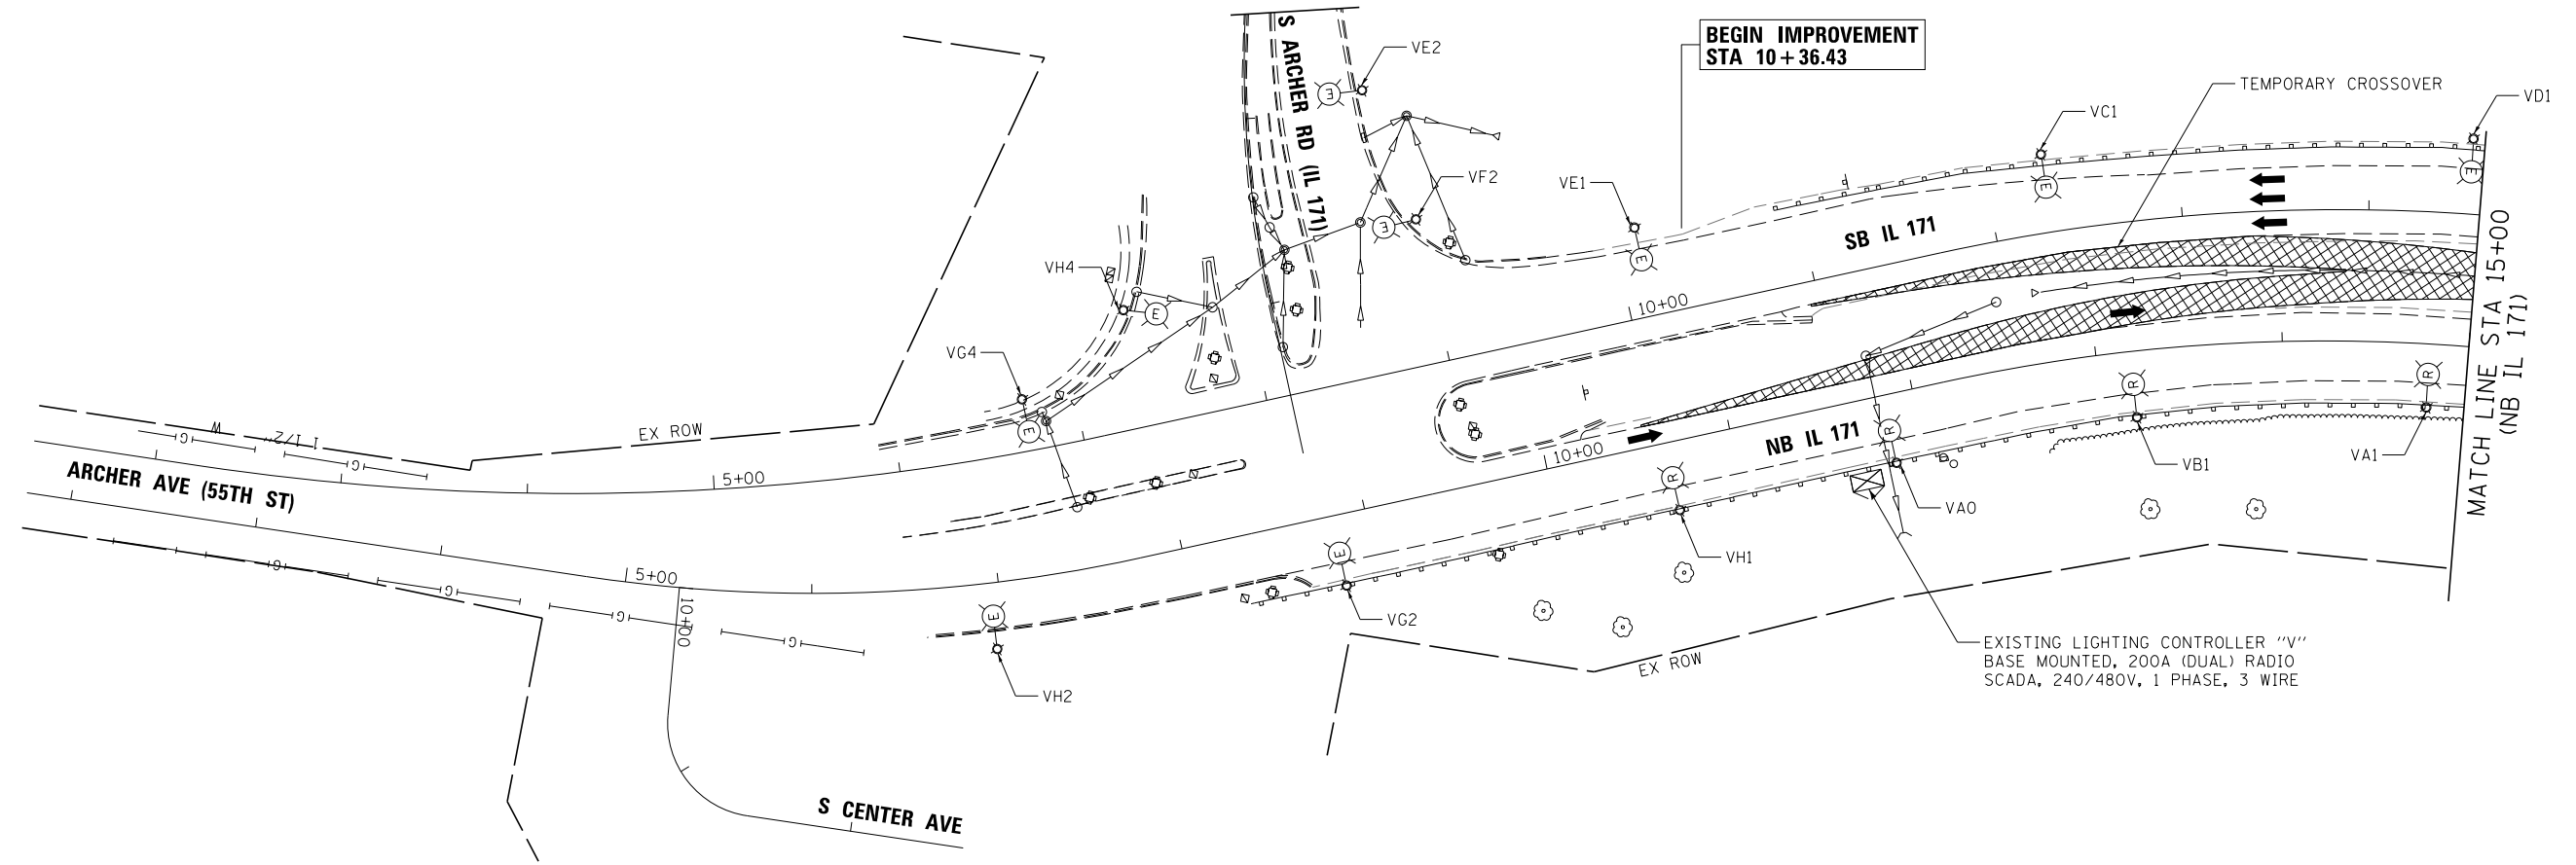 BEGIN IMPROVEMENT
STA 10+36.43
S ARCHER RD (IL 171)
VE2
E
TEMPORARY CROSSOVER
VD1
E
VC1
E
VF2
E
VE1
E
SB IL 171
VH4
E
10+00
VG4
E
W
1 1/2"
G
G
EX ROW
5+00
ARCHER AVE (55TH ST)
10+00
NB IL 171
R
R
R
VA1
VB1
VA0
R
VH1
MATCH LINE STA 15+00
(NB IL 171)
E
VG2
E
VH2
5+00
10+00
G
G
G
G
EX ROW
EXISTING LIGHTING CONTROLLER "V"
BASE MOUNTED, 200A (DUAL) RADIO
SCADA, 240/480V, 1 PHASE, 3 WIRE
S CENTER AVE